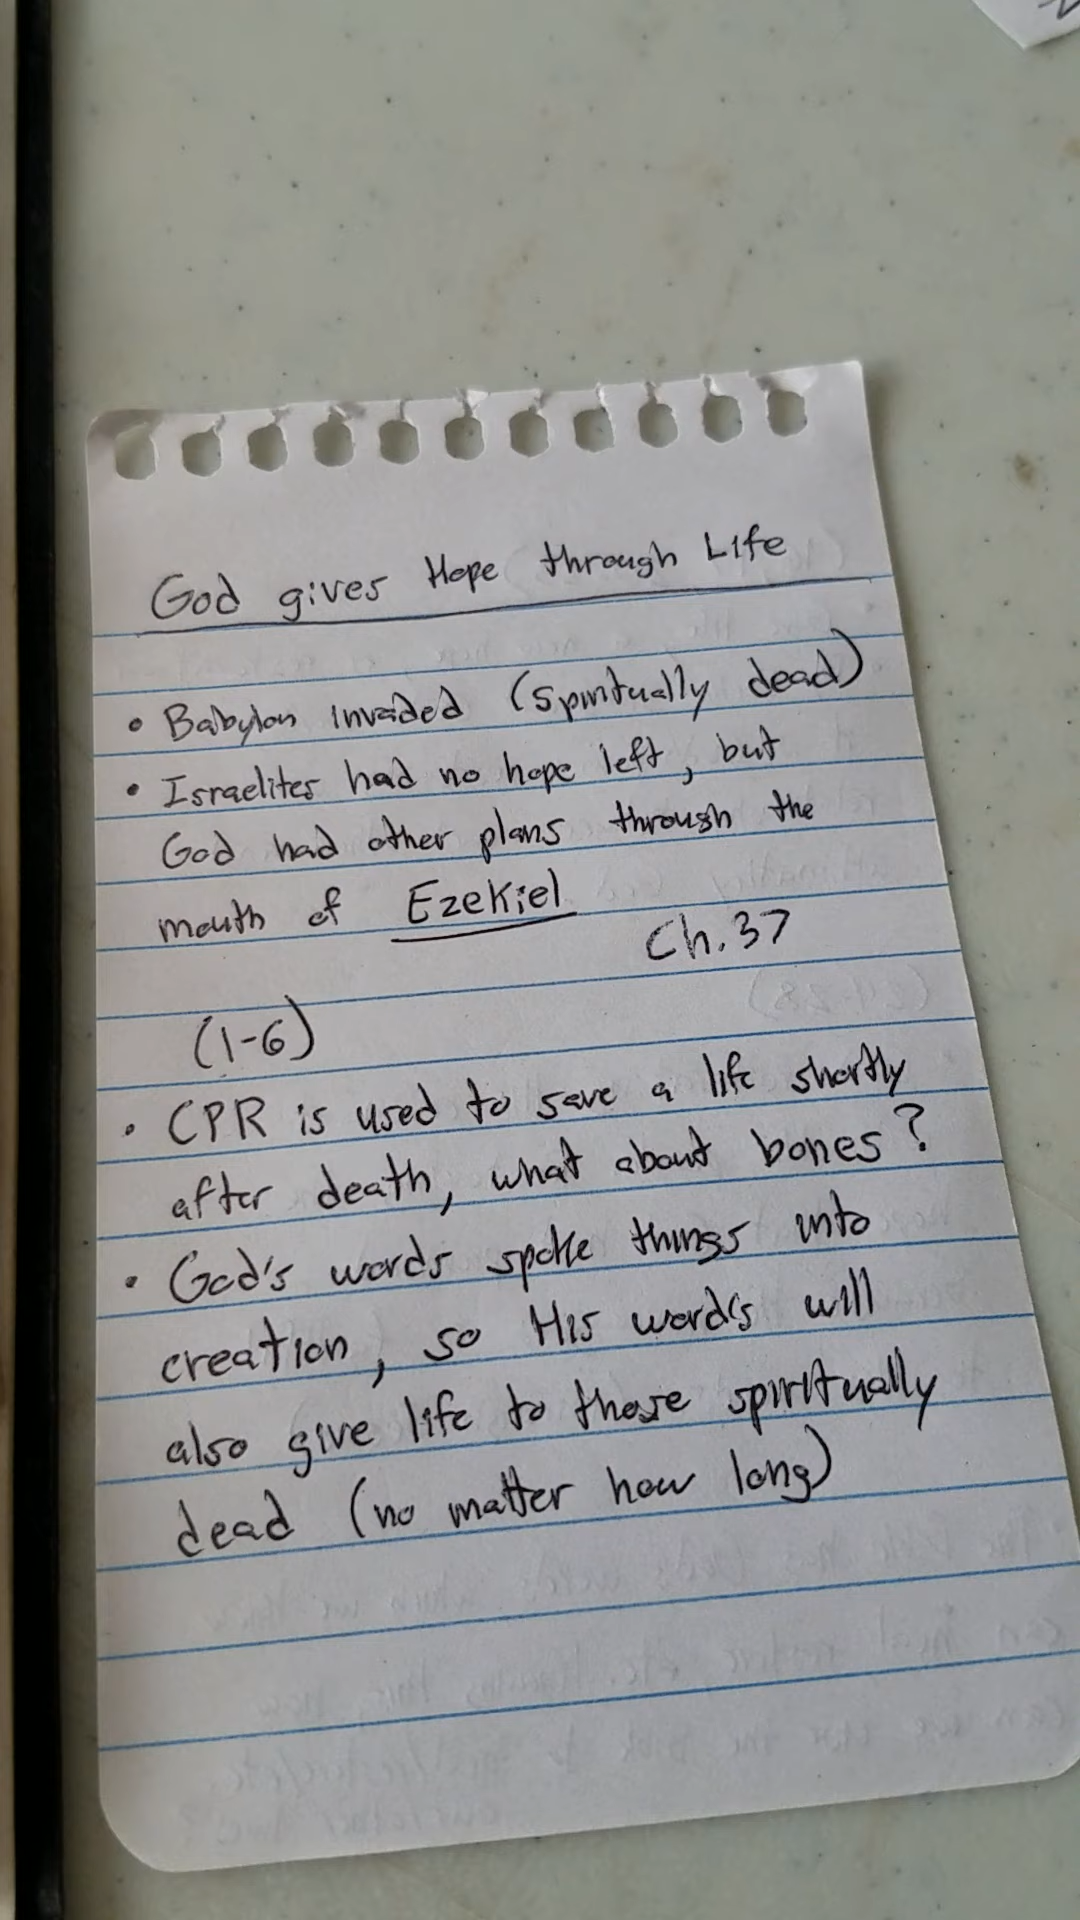 God gives Hope through Life
• Babylon invaded (Spiritually dead)
• Israelites had no hope left, but
God had other plans through the
mouth of Ezekiel
Ch. 37
(1-6)
• CPR is used to save a life shortly
after death, what about bones?
• God's words spoke things into
creation, so His words will
also give life to those spiritually
dead (no matter how long)